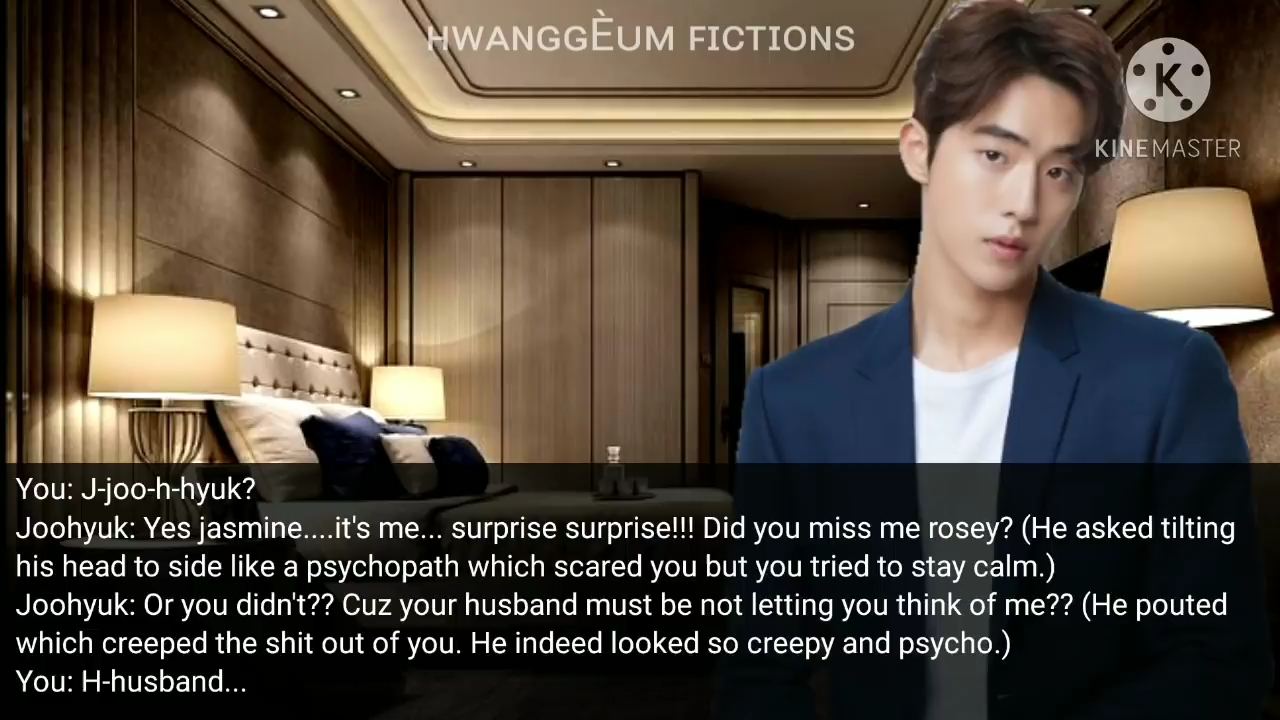 HWANGGÈUM FICTIONS
K
KINEMASTER
You: J-joo-h-hyuk?
Joohyuk: Yes jasmine....it's me... surprise surprise!!! Did you miss me rosey? (He asked tilting
his head to side like a psychopath which scared you but you tried to stay calm.)
Joohyuk: Or you didn't?? Cuz your husband must be not letting you think of me?? (He pouted
which creeped the shit out of you. He indeed looked so creepy and psycho.)
You: H-husband...